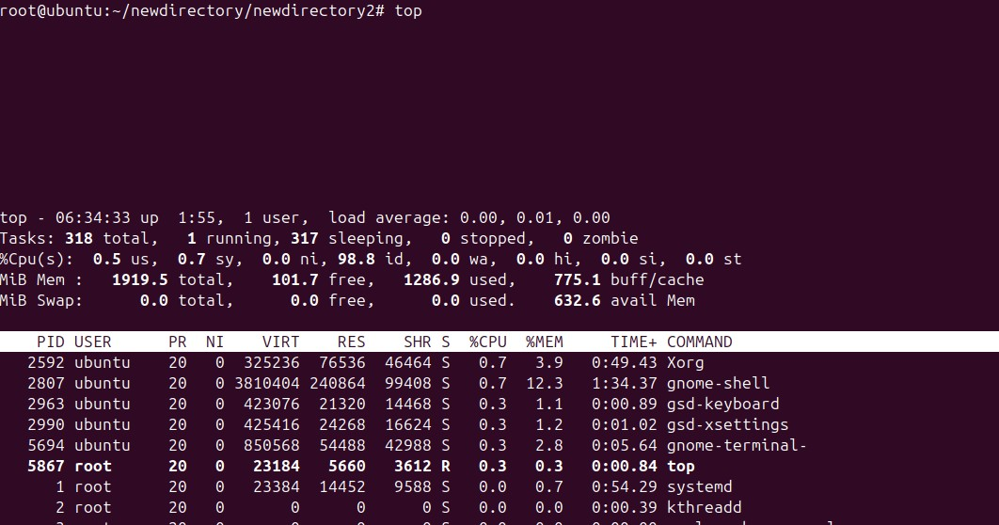 root@ubuntu:~/newdirectory/newdirectory2# top
top - 06:34:33 up  1:55,  1 user,  load average: 0.00, 0.01, 0.00
Tasks: 318 total,   1 running, 317 sleeping,   0 stopped,   0 zombie
%Cpu(s):  0.5 us,  0.7 sy,  0.0 ni, 98.8 id,  0.0 wa,  0.0 hi,  0.0 si,  0.0 st
MiB Mem :   1919.5 total,    101.7 free,   1286.9 used,    775.1 buff/cache
MiB Swap:      0.0 total,      0.0 free,      0.0 used.    632.6 avail Mem
PID USER      PR  NI    VIRT    RES    SHR S  %CPU  %MEM     TIME+ COMMAND
2592 ubuntu    20   0  325236  76536  46464 S   0.7   3.9   0:49.43 Xorg
2807 ubuntu    20   0 3810404 240864  99408 S   0.7  12.3   1:34.37 gnome-shell
2963 ubuntu    20   0  423076  21320  14468 S   0.3   1.1   0:00.89 gsd-keyboard
2990 ubuntu    20   0  425416  24268  16624 S   0.3   1.2   0:01.02 gsd-xsettings
5694 ubuntu    20   0  850568  54488  42988 S   0.3   2.8   0:05.64 gnome-terminal-
5867 root      20   0   23184   5660   3612 R   0.3   0.3   0:00.84 top
1 root      20   0   23384  14452   9588 S   0.0   0.7   0:54.29 systemd
2 root      20   0       0      0      0 S   0.0   0.0   0:00.39 kthreadd